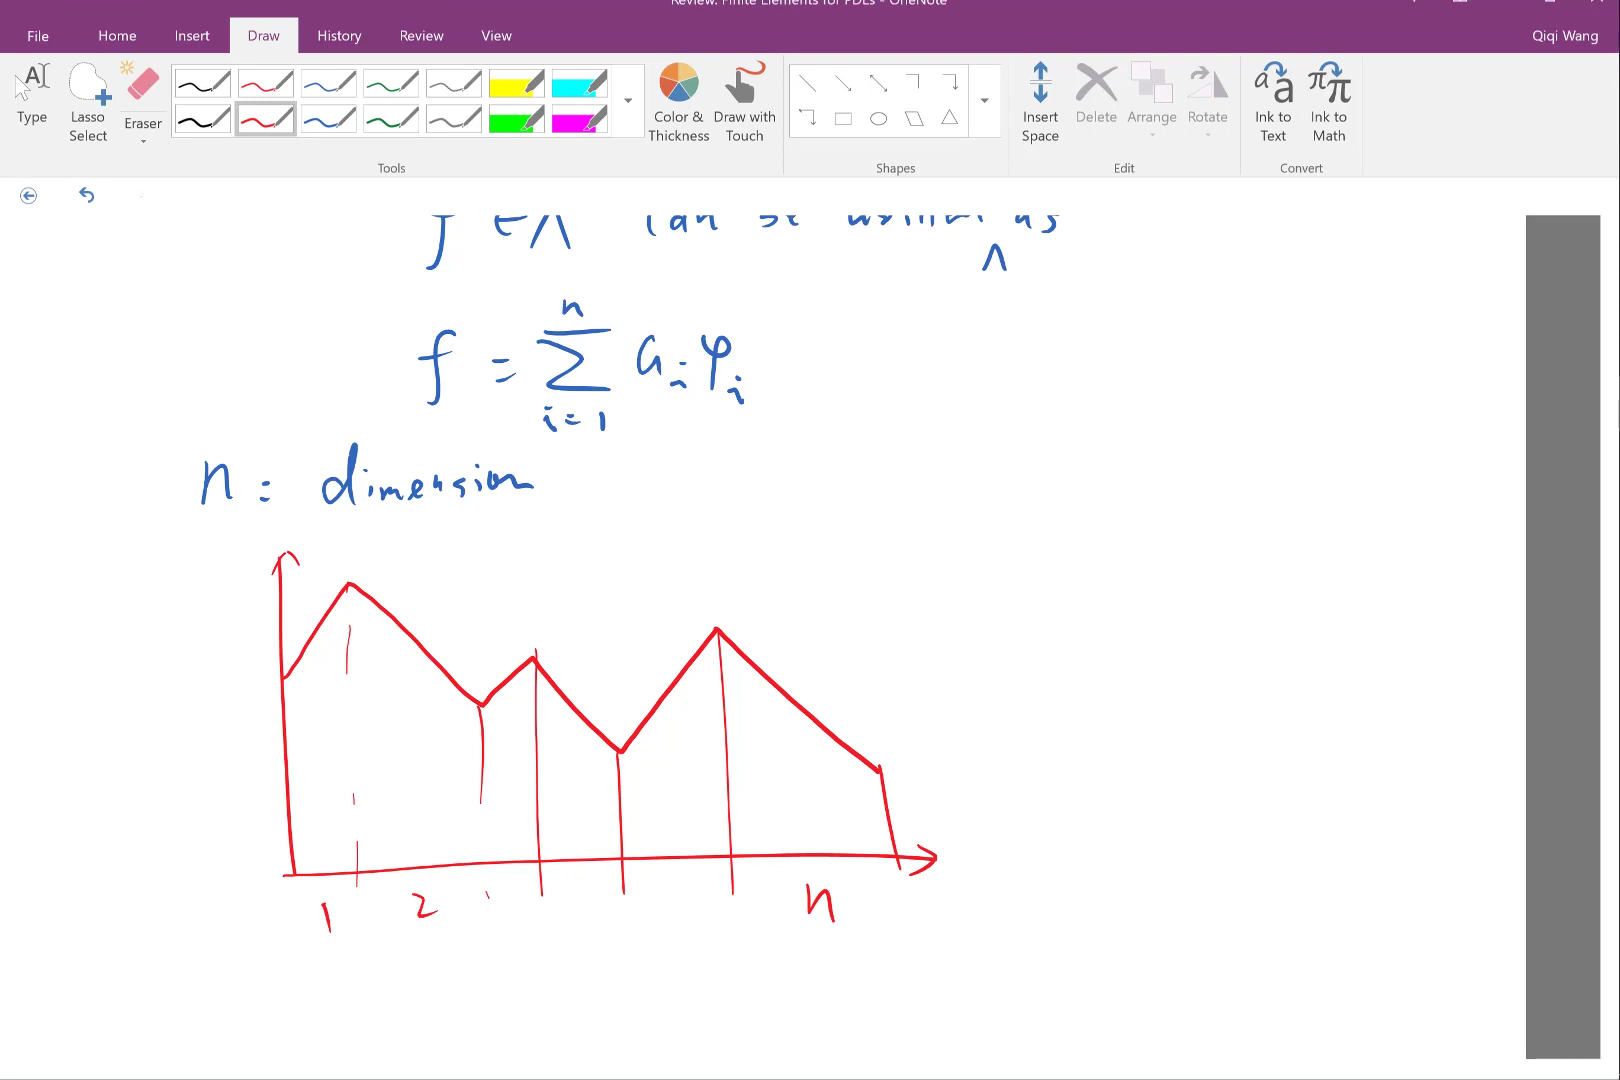 Review: Finite Elements for PDEs - OneNote
File Home Insert Draw History Review View Qiqi Wang
Type Lasso Select Eraser Color & Thickness Draw with Touch Insert Space Delete Arrange Rotate Ink to Text Ink to Math
Tools Shapes Edit Convert
f ∈ Λ can be written as
Λ
f = \sum_{i=1}^{n} a_i φ_i
n = dimension
1 2 n